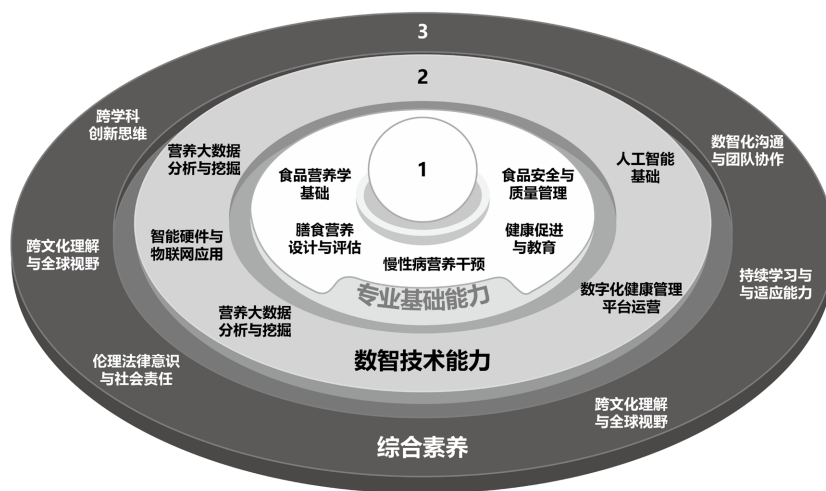 3
2
跨学科
创新思维
数智化沟通
与团队协作
营养大数据
分析与挖掘
人工智能
基础
1
食品营养学
基础
食品安全与
质量管理
跨文化理解
与全球视野
智能硬件与
物联网应用
膳食营养
设计与评估
健康促进
与教育
慢性病营养干预
持续学习与
与适应能力
专业基础能力
数字化健康管理
平台运营
营养大数据
分析与挖掘
数智技术能力
伦理法律意识
与社会责任
跨文化理解
与全球视野
综合素养